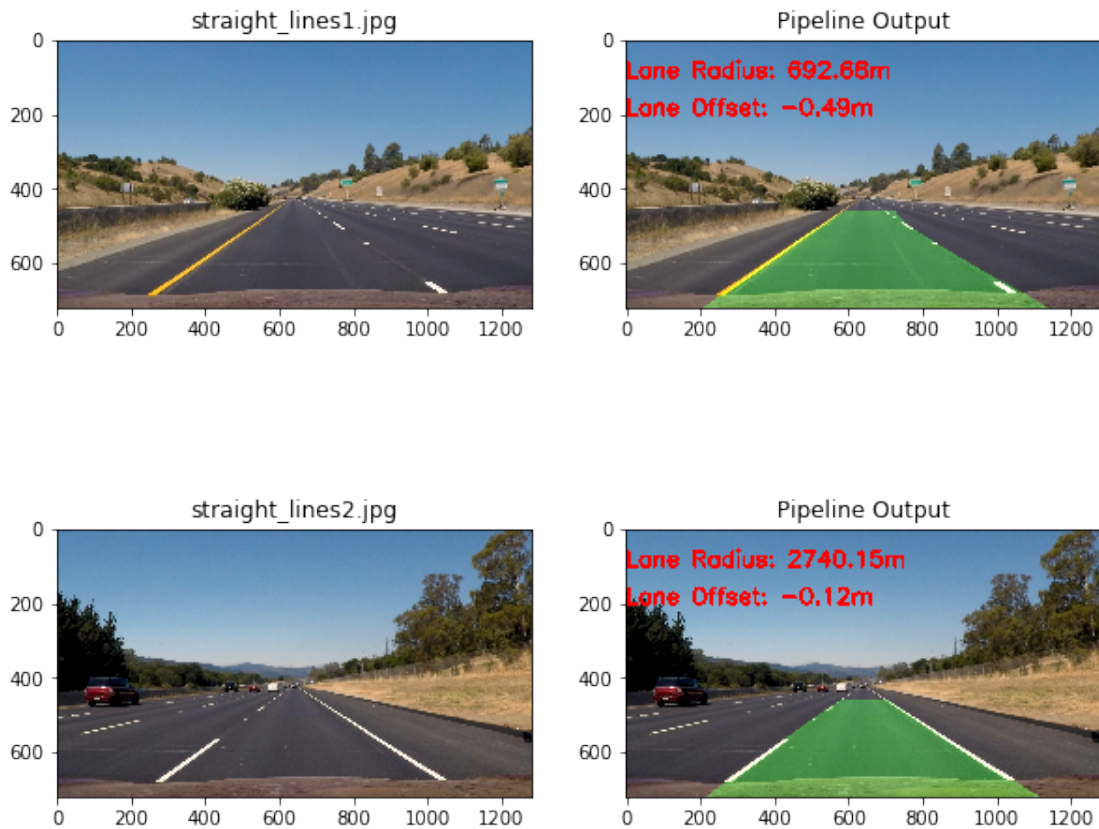 straight_lines1.jpg
Pipeline Output
0
200
400
600
0 200 400 600 800 1000 1200
Lane Radius: 692.68m
Lane Offset: -0.49m
0
200
400
600
0 200 400 600 800 1000 1200
straight_lines2.jpg
Pipeline Output
0
200
400
600
0 200 400 600 800 1000 1200
Lane Radius: 2740.15m
Lane Offset: -0.12m
0
200
400
600
0 200 400 600 800 1000 1200